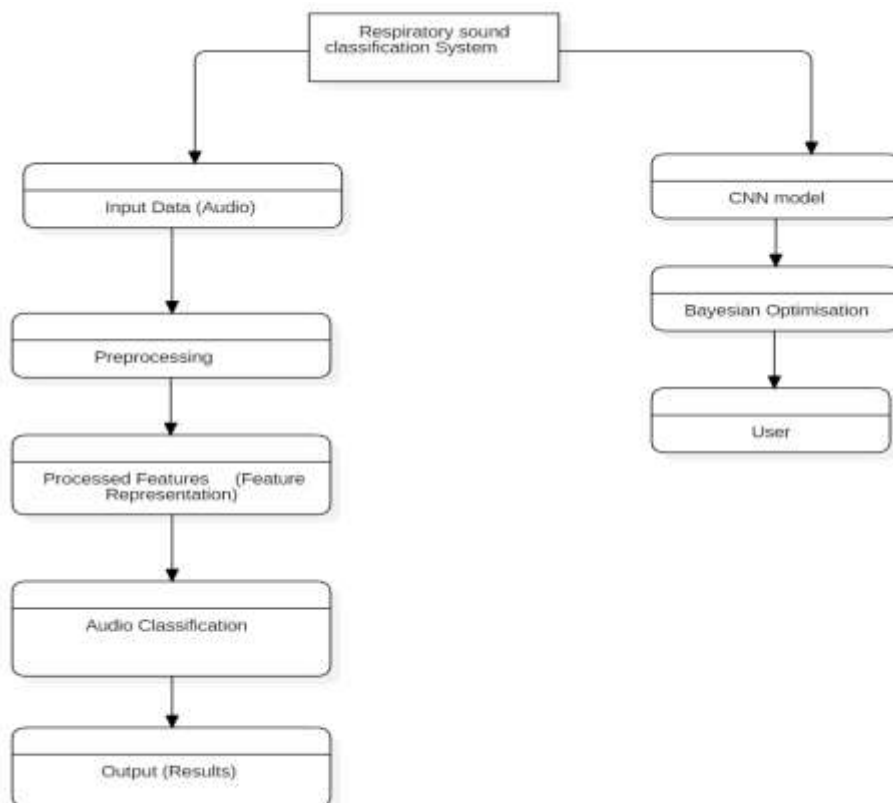 Respiratory sound
classification System
Input Data (Audio)
CNN model
Bayesian Optimisation
Preprocessing
User
Processed Features (Feature
Representation)
Audio Classification
Output (Results)